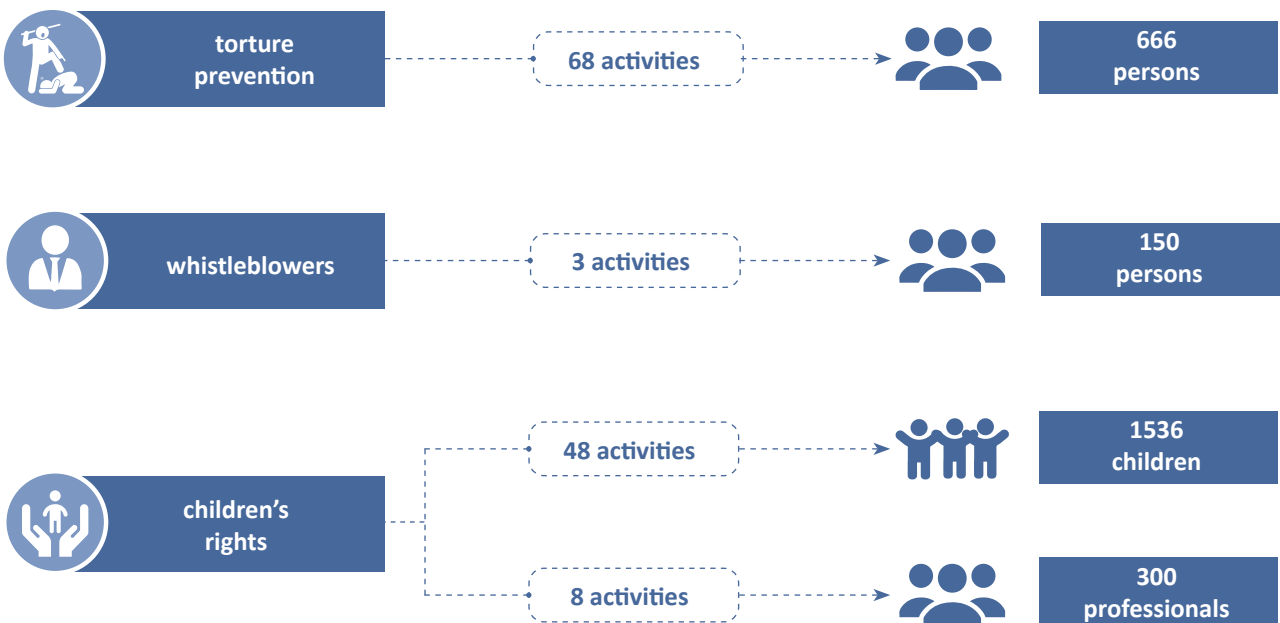 torture
prevention
68 activities
666
persons
whistleblowers
3 activities
150
persons
children's
rights
48 activities
1536
children
8 activities
300
professionals